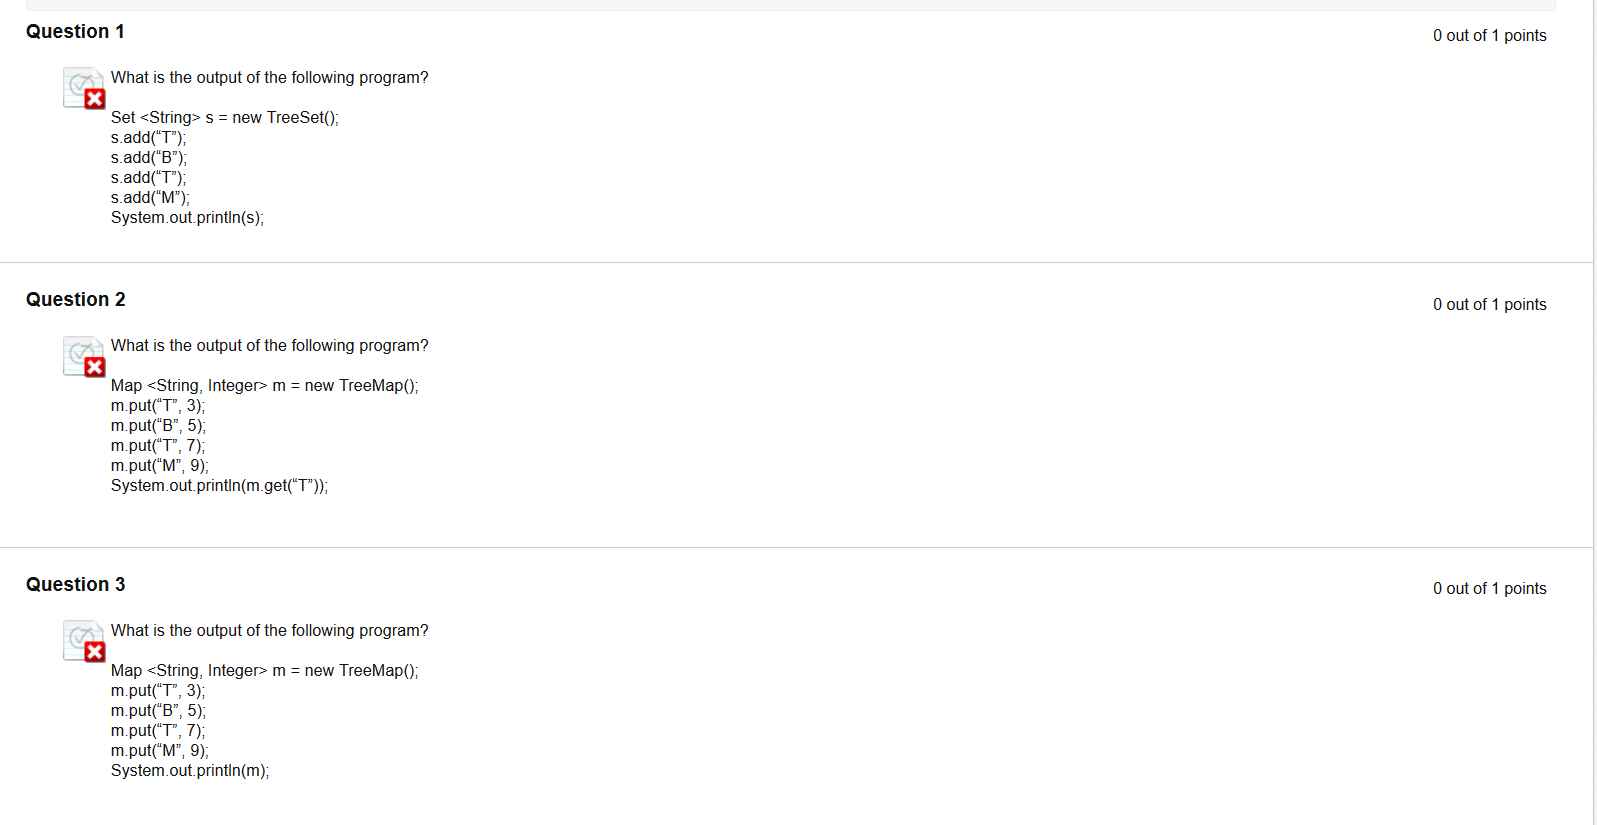 Question 1
0 out of 1 points
What is the output of the following program?
Set <String> s = new TreeSet();
s.add(“T”);
s.add(“B”);
s.add(“T”);
s.add(“M”);
System.out.println(s);
Question 2
0 out of 1 points
What is the output of the following program?
Map <String, Integer> m = new TreeMap();
m.put(“T”, 3);
m.put(“B”, 5);
m.put(“T”, 7);
m.put(“M”, 9);
System.out.println(m.get(“T”));
Question 3
0 out of 1 points
What is the output of the following program?
Map <String, Integer> m = new TreeMap();
m.put(“T”, 3);
m.put(“B”, 5);
m.put(“T”, 7);
m.put(“M”, 9);
System.out.println(m);